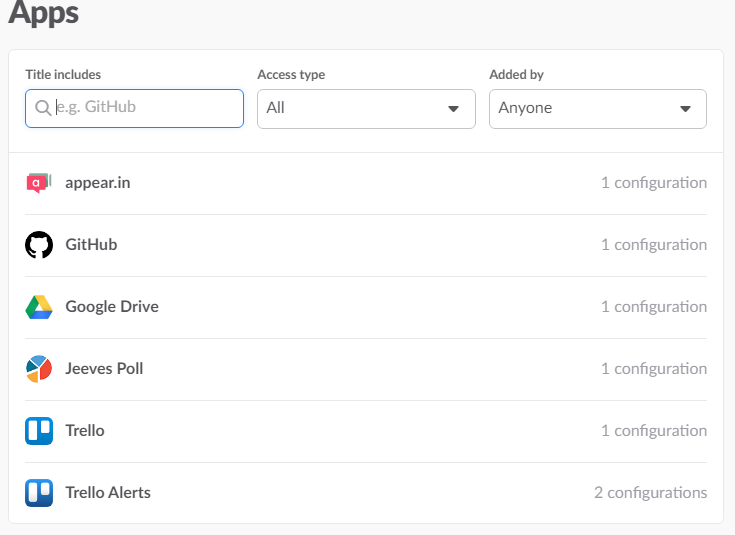 Apps
Title includes
Access type
Added by
e.g. GitHub
All
Anyone
a
appear.in
1 configuration
GitHub
1 configuration
Google Drive
1 configuration
Jeeves Poll
1 configuration
Trello
1 configuration
Trello Alerts
2 configurations